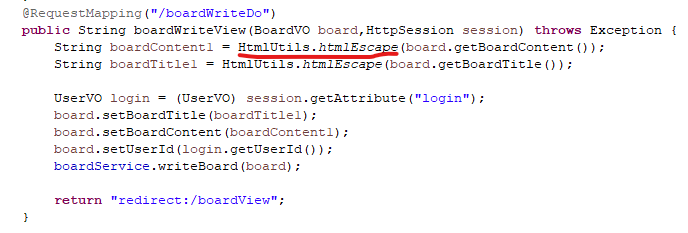 @RequestMapping("/boardWriteDo")
public String boardWriteView(BoardVO board,HttpSession session) throws Exception {
String boardContent1 = HtmlUtils.htmlEscape(board.getBoardContent());
String boardTitle1 = HtmlUtils.htmlEscape(board.getBoardTitle());
UserVO login = (UserVO) session.getAttribute("login");
board.setBoardTitle(boardTitle1);
board.setBoardContent(boardContent1);
board.setUserId(login.getUserId());
boardService.writeBoard(board);
return "redirect:/boardView";
}